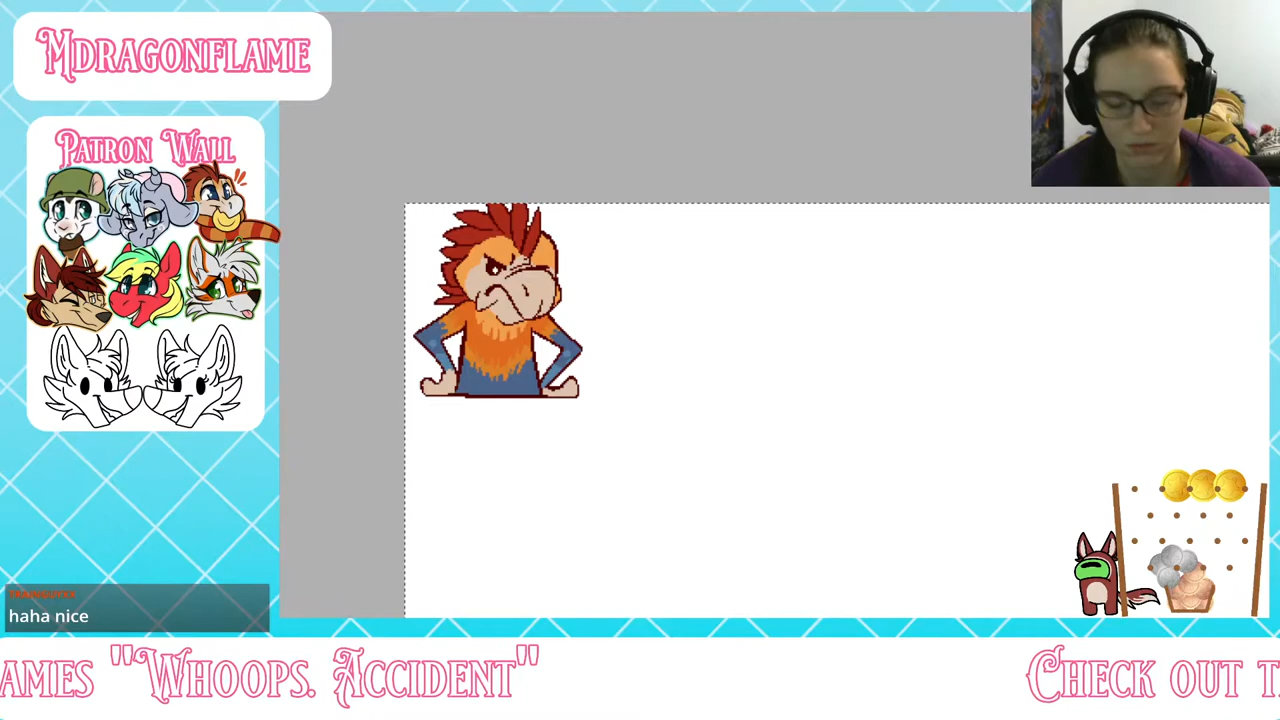 MDRAGONFLAME
PATRON WALL
haha nice
AMES "WHOOPS. ACCIDENT"
CHECK OUT T